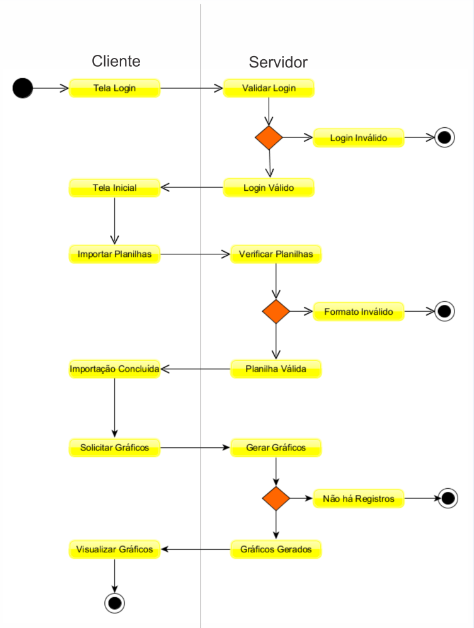 Cliente
Servidor
Tela Login
Validar Login
Login Inválido
Tela Inicial
Login Válido
Importar Planilhas
Verificar Planilhas
Formato Inválido
Importação Concluída
Planilha Válida
Solicitar Gráficos
Gerar Gráficos
Não há Registros
Visualizar Gráficos
Gráficos Gerados